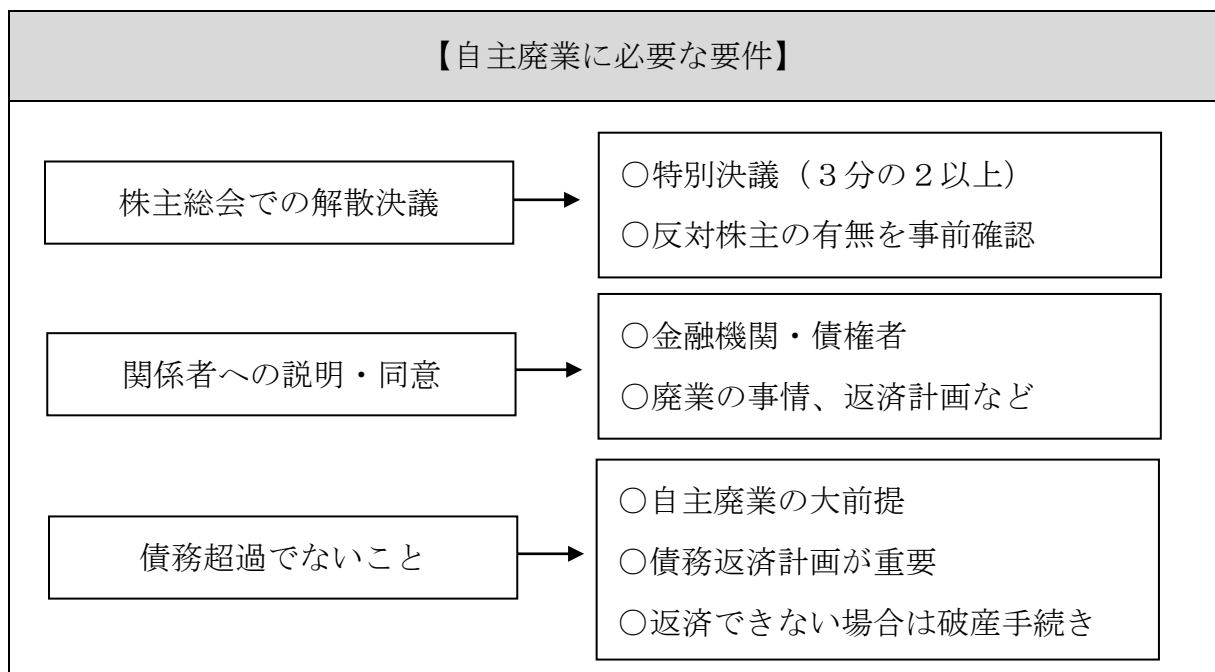 【自主廃業に必要な要件】
株主総会での解散決議
○特別決議（３分の２以上）
○反対株主の有無を事前確認
関係者への説明・同意
○金融機関・債権者
○廃業の事情、返済計画など
債務超過でないこと
○自主廃業の大前提
○債務返済計画が重要
○返済できない場合は破産手続き